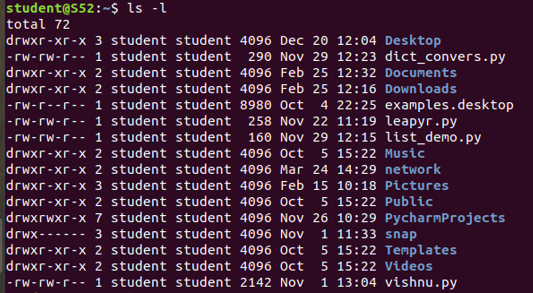 student@S52:~$ ls -l
total 72
drwxr-xr-x 3 student student 4096 Dec 20 12:04 Desktop
-rw-rw-r-- 1 student student  290 Nov 29 12:23 dict_convers.py
drwxr-xr-x 2 student student 4096 Feb 25 12:32 Documents
drwxr-xr-x 2 student student 4096 Feb 25 12:16 Downloads
-rw-r--r-- 1 student student 8980 Oct  4 22:25 examples.desktop
-rw-rw-r-- 1 student student  258 Nov 22 11:19 leapyr.py
-rw-rw-r-- 1 student student  160 Nov 29 12:15 list_demo.py
drwxr-xr-x 2 student student 4096 Oct  5 15:22 Music
drwxr-xr-x 2 student student 4096 Mar 24 14:29 network
drwxr-xr-x 3 student student 4096 Feb 15 10:18 Pictures
drwxr-xr-x 2 student student 4096 Oct  5 15:22 Public
drwxrwxr-x 7 student student 4096 Nov 26 10:29 PycharmProjects
drwx------ 3 student student 4096 Nov  1 11:33 snap
drwxr-xr-x 2 student student 4096 Oct  5 15:22 Templates
drwxr-xr-x 2 student student 4096 Oct  5 15:22 Videos
-rw-rw-r-- 1 student student 2142 Nov  1 13:04 vishnu.py